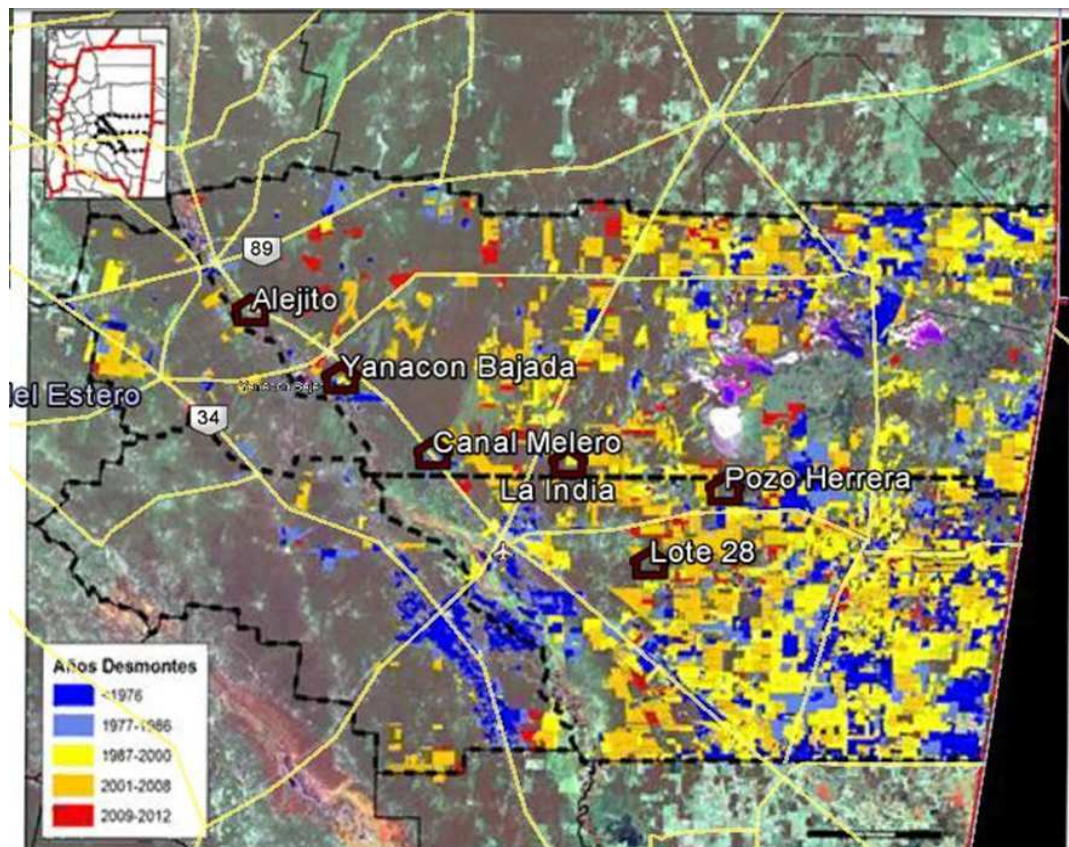 89
Alejito
Yanacon Bajada
del Estero
34
Canal Melero
La India
Pozo Herrera
Lote 28
Años Desmontes
<1976
1977-1986
1987-2000
2001-2008
2009-2012